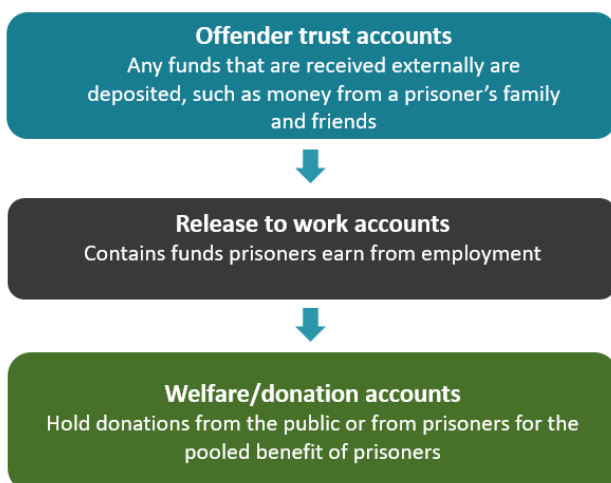 Offender trust accounts
Any funds that are received externally are
deposited, such as money from a prisoner’s family
and friends
Release to work accounts
Contains funds prisoners earn from employment
Welfare/donation accounts
Hold donations from the public or from prisoners for the
pooled benefit of prisoners